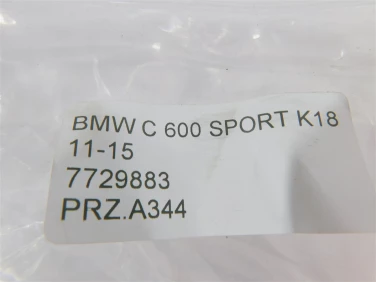 BMW C 600 SPORT K18
11-15
7729883
PRZ.A344